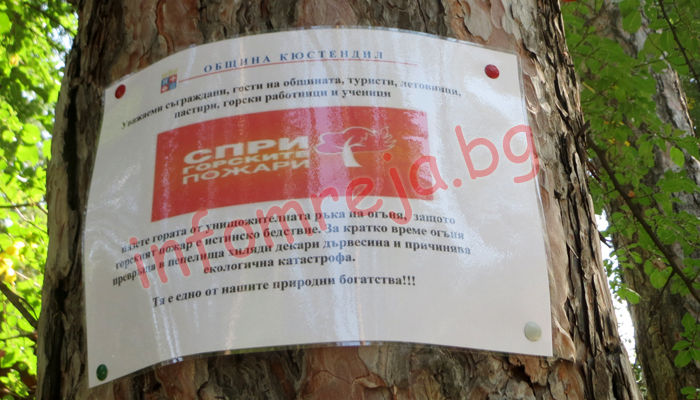 ОБЩИНА КЮСТЕНДИЛ
Уважаеми съграждани, гости на общината, туристи, летовници,
пастири, горски работници и ученици
СПРИ
ГОРСКИТЕ
ПОЖАРИ
пазете гората от унищожителната ръка на огъня, защото
горският пожар е истинско бедствие. За кратко време огъня
превръща в пепелища хиляди декари дървесина и причинява
екологична катастрофа.
Та е едно от нашите природни богатства!!!
infomreja.bg